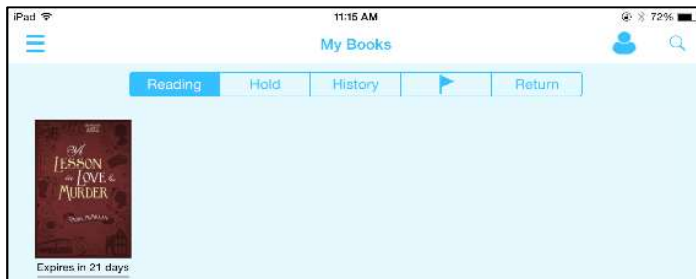 iPad 11:15 AM 72%
My Books
Reading Hold History Return
A
LESSON
in LOVE &
MURDER
Expires in 21 days